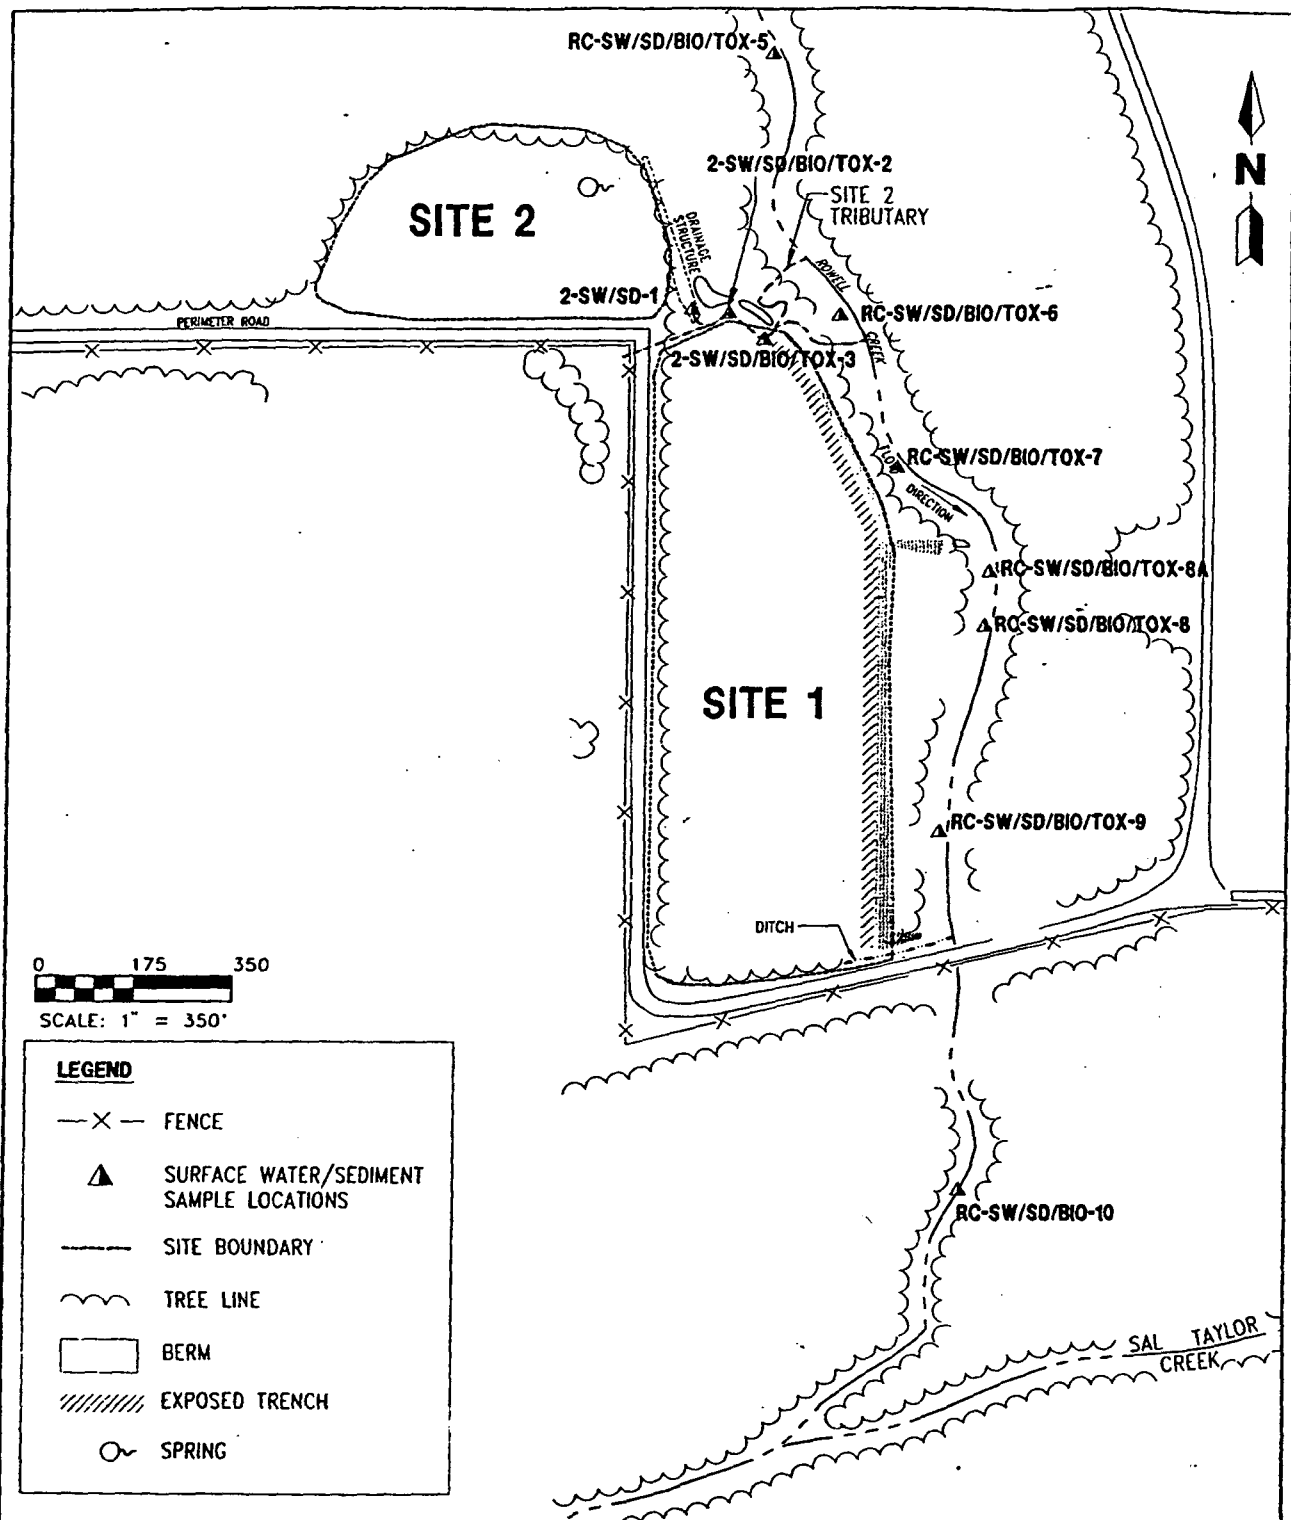 RC-SW/SD/BIO/TOX-5
N
2-SW/SD/BIO/TOX-2
SITE 2
TRIBUTARY
SITE 2
DRAINAGE
STRUCTURE
ROWELL
CREEK
2-SW/SD-1
RC-SW/SD/BIO/TOX-6
PERIMETER ROAD
2-SW/SD/BIO/TOX-3
RC-SW/SD/BIO/TOX-7
FLOW
DIRECTION
RC-SW/SD/BIO/TOX-8A
RC-SW/SD/BIO/TOX-8
SITE 1
RC-SW/SD/BIO/TOX-9
DITCH
0 175 350
SCALE: 1" = 350'
LEGEND
FENCE
SURFACE WATER/SEDIMENT
SAMPLE LOCATIONS
SITE BOUNDARY
TREE LINE
BERM
EXPOSED TRENCH
SPRING
RC-SW/SD/BIO-10
SAL TAYLOR
CREEK